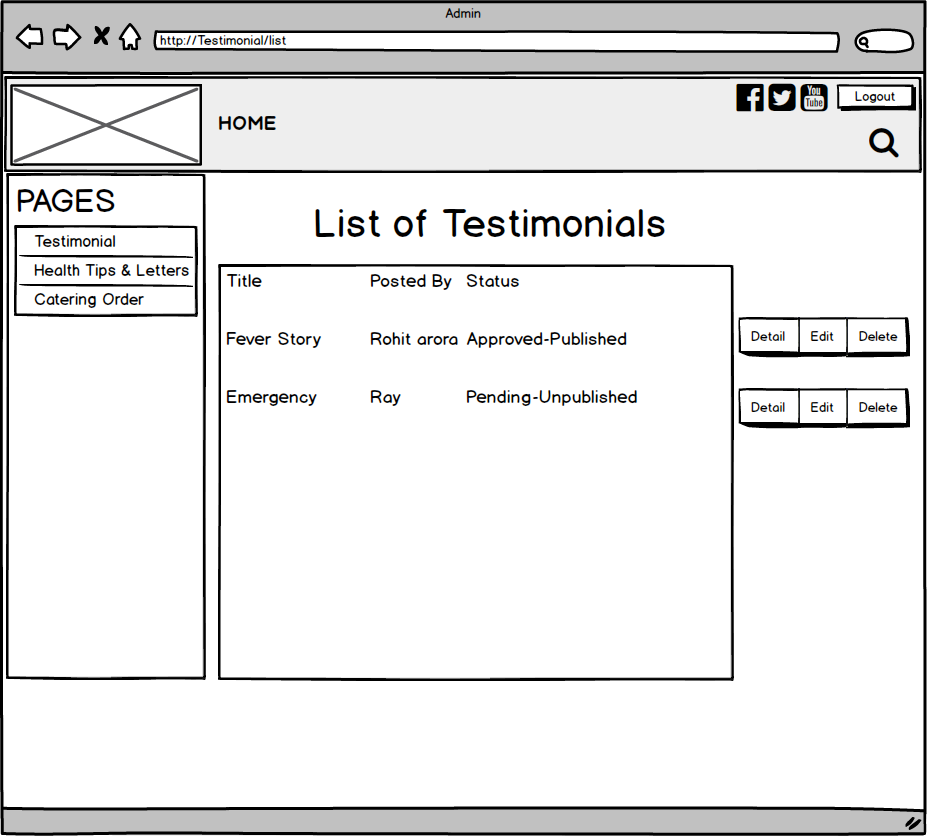 Admin
http://Testimonial/list
HOME
You
Tube
Logout
PAGES
Testimonial
Health Tips & Letters
Catering Order
List of Testimonials
Title Posted By Status
Fever Story Rohit arora Approved-Published
Detail Edit Delete
Emergency Ray Pending-Unpublished
Detail Edit Delete